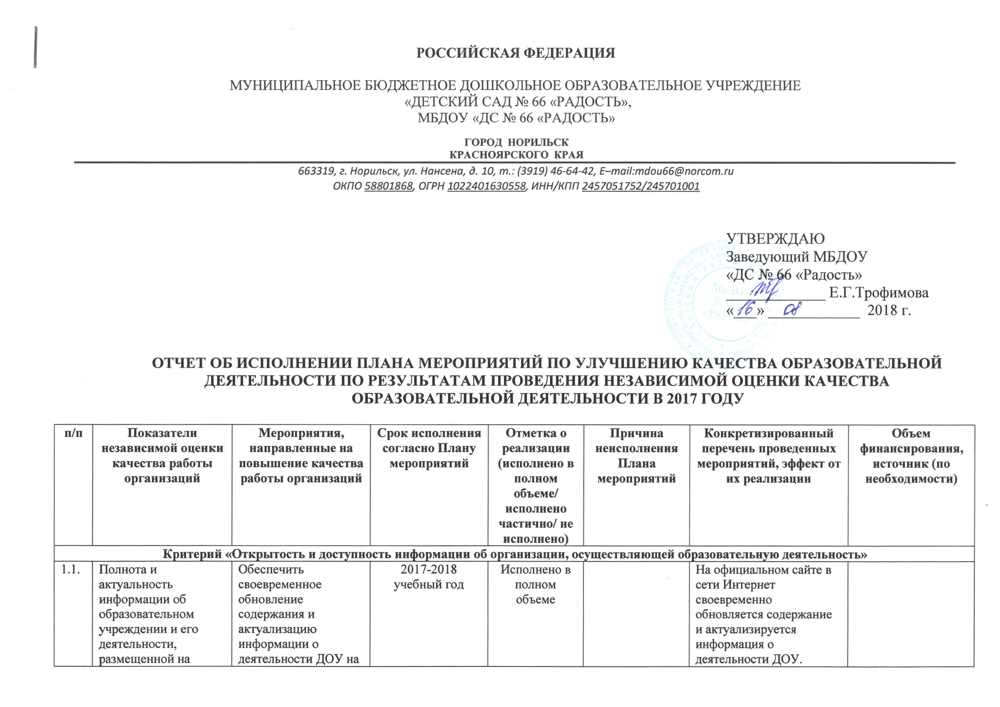 РОССИЙСКАЯ ФЕДЕРАЦИЯ
МУНИЦИПАЛЬНОЕ БЮДЖЕТНОЕ ДОШКОЛЬНОЕ ОБРАЗОВАТЕЛЬНОЕ УЧРЕЖДЕНИЕ
«ДЕТСКИЙ САД № 66 «РАДОСТЬ»,
МБДОУ «ДС № 66 «РАДОСТЬ»
ГОРОД НОРИЛЬСК
КРАСНОЯРСКОГО КРАЯ
663319, г. Норильск, ул. Нансена, д. 10, т.: (3919) 46-64-42, E–mail:mdou66@norcom.ru
ОКПО 58801868, ОГРН 1022401630558, ИНН/КПП 2457051752/245701001
УТВЕРЖДАЮ
Заведующий МБДОУ
«ДС № 66 «Радость»
Е.Г.Трофимова
«16» 08 2018 г.
ОТЧЕТ ОБ ИСПОЛНЕНИИ ПЛАНА МЕРОПРИЯТИЙ ПО УЛУЧШЕНИЮ КАЧЕСТВА ОБРАЗОВАТЕЛЬНОЙ
ДЕЯТЕЛЬНОСТИ ПО РЕЗУЛЬТАТАМ ПРОВЕДЕНИЯ НЕЗАВИСИМОЙ ОЦЕНКИ КАЧЕСТВА
ОБРАЗОВАТЕЛЬНОЙ ДЕЯТЕЛЬНОСТИ В 2017 ГОДУ
п/п
Показатели
независимой оценки
качества работы
организаций
Мероприятия,
направленные на
повышение качества
работы организаций
Срок исполнения
согласно Плану
мероприятий
Отметка о
реализации
(исполнено в
полном
объеме/
исполнено
частично/ не
исполнено)
Причина
неисполнения
Плана
мероприятий
Конкретизированный
перечень проведенных
мероприятий, эффект от
их реализации
Объем
финансирования,
источник (по
необходимости)
Критерий «Открытость и доступность информации об организации, осуществляющей образовательную деятельность»
1.1.
Полнота и
актуальность
информации об
образовательном
учреждении и его
деятельности,
размещенной на
Обеспечить
своевременное
обновление
содержания и
актуализацию
информации о
деятельности ДОУ на
2017-2018
учебный год
Исполнено в
полном
объеме
На официальном сайте в
сети Интернет
своевременно
обновляется содержание
и актуализируется
информация о
деятельности ДОУ.